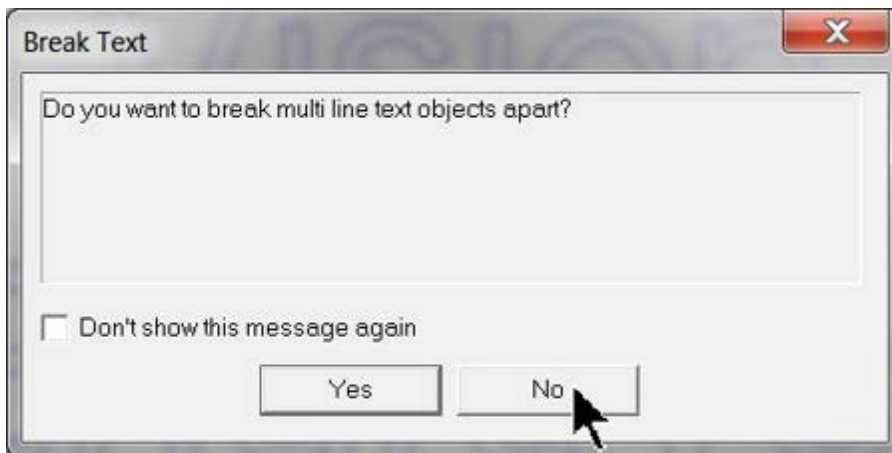 Break Text
Do you want to break multi line text objects apart?
Don't show this message again
Yes
No